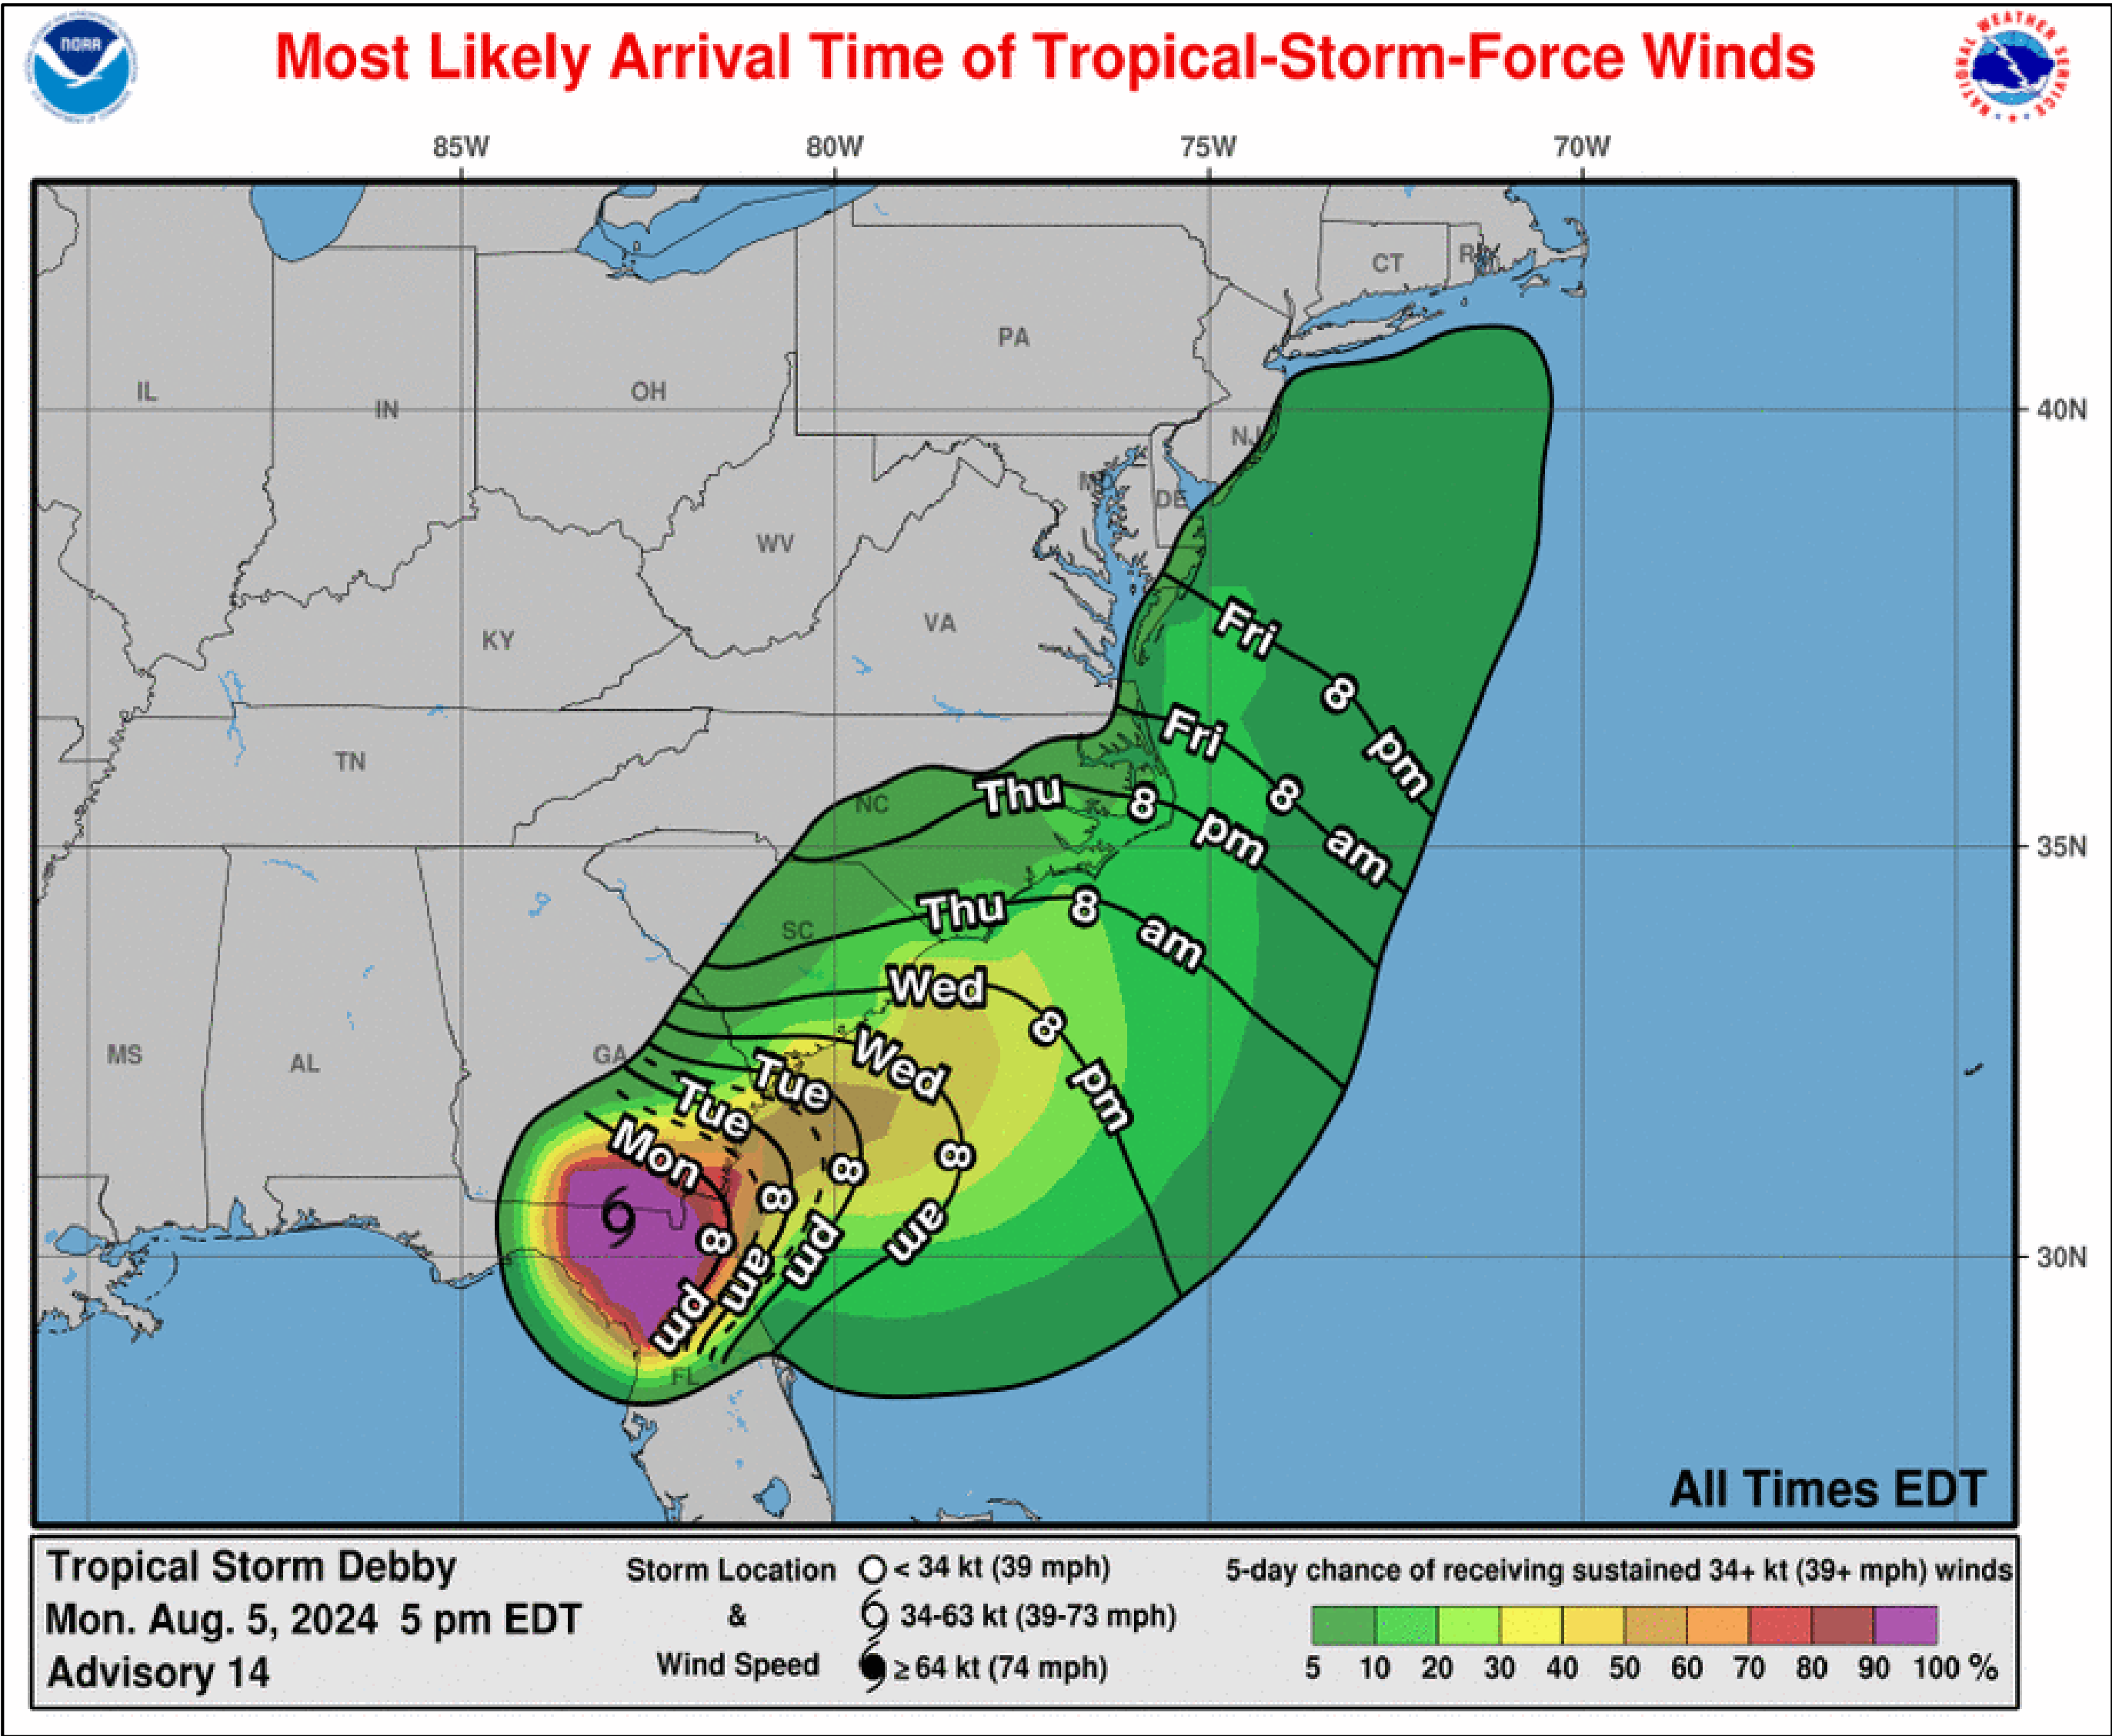 NOAA
Most Likely Arrival Time of Tropical-Storm-Force Winds
NATIONAL WEATHER SERVICE
85W 80W 75W 70W
CT
PA
IL
IN
OH
40N
NJ
DE
WV
VA
KY
Fri 8 pm
Fri 8 am
TN
Thu 8 pm
NC
35N
Thu 8 am
SC
Wed 8 pm
MS
AL
GA
Wed 8 am
Tue 8 pm
Tue 8 am
Mon 8 pm
30N
FL
All Times EDT
Tropical Storm Debby
Mon. Aug. 5, 2024 5 pm EDT
Advisory 14
Storm Location
&
Wind Speed
< 34 kt (39 mph)
34-63 kt (39-73 mph)
≥ 64 kt (74 mph)
5-day chance of receiving sustained 34+ kt (39+ mph) winds
5 10 20 30 40 50 60 70 80 90 100 %